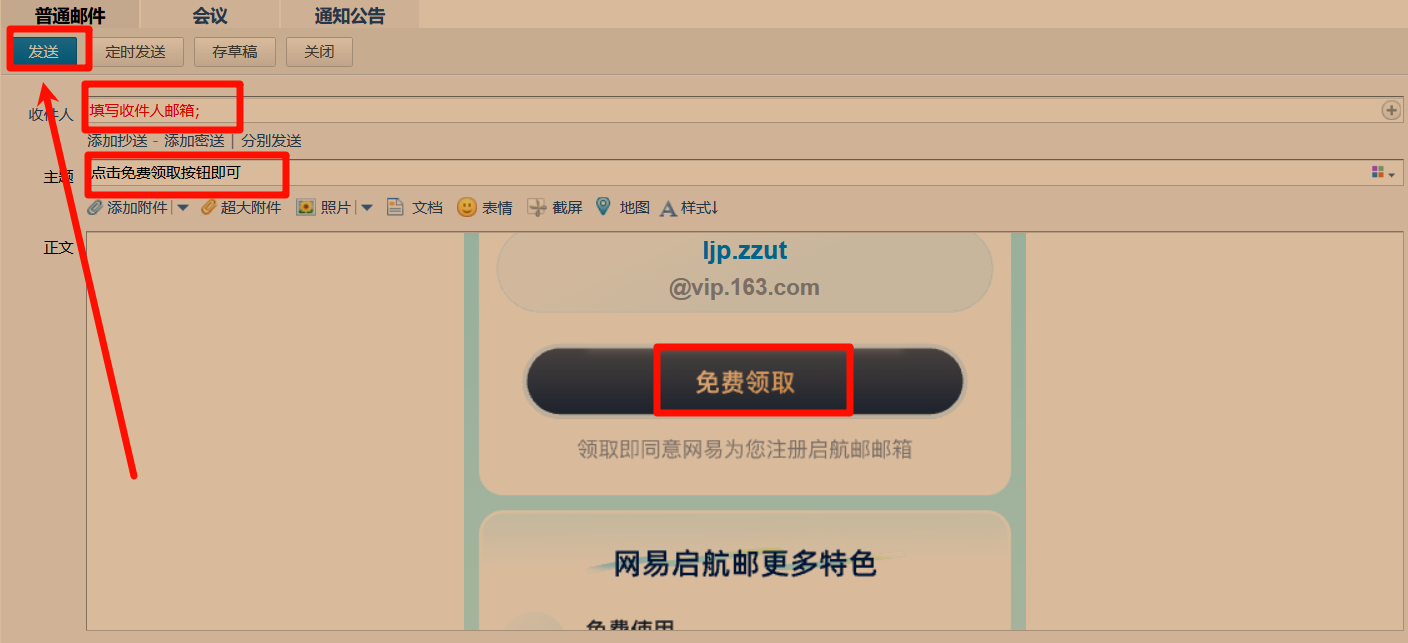 普通邮件 会议 通知公告
发送 定时发送 存草稿 关闭
收件人 填写收件人邮箱;
添加抄送 - 添加密送 | 分别发送
主题 点击免费领取按钮即可
添加附件 超大附件 照片 文档 表情 截屏 地图 样式↓
正文
ljp.zzut
@vip.163.com
免费领取
领取即同意网易为您注册启航邮邮箱
网易启航邮更多特色
免费使用